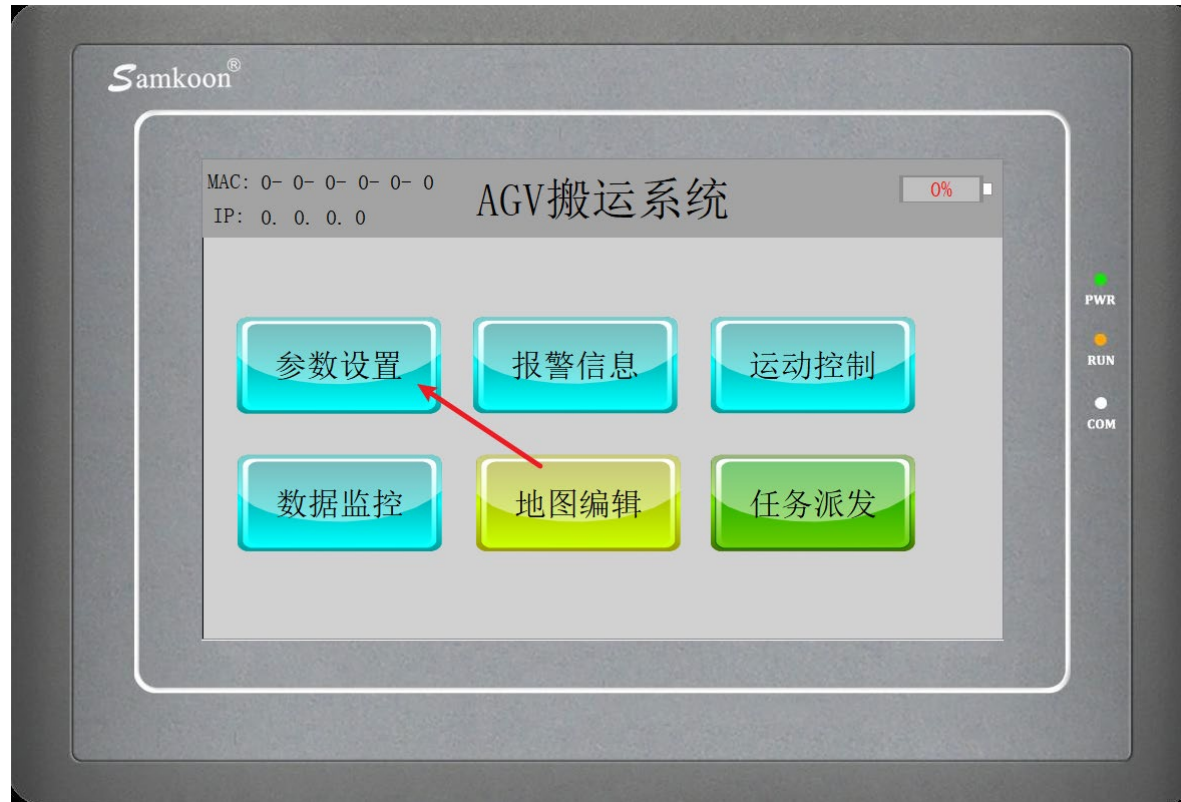 Samkoon®
MAC: 0- 0- 0- 0- 0- 0
IP: 0. 0. 0. 0
AGV搬运系统
0%
参数设置
报警信息
运动控制
数据监控
地图编辑
任务派发
PWR
RUN
COM